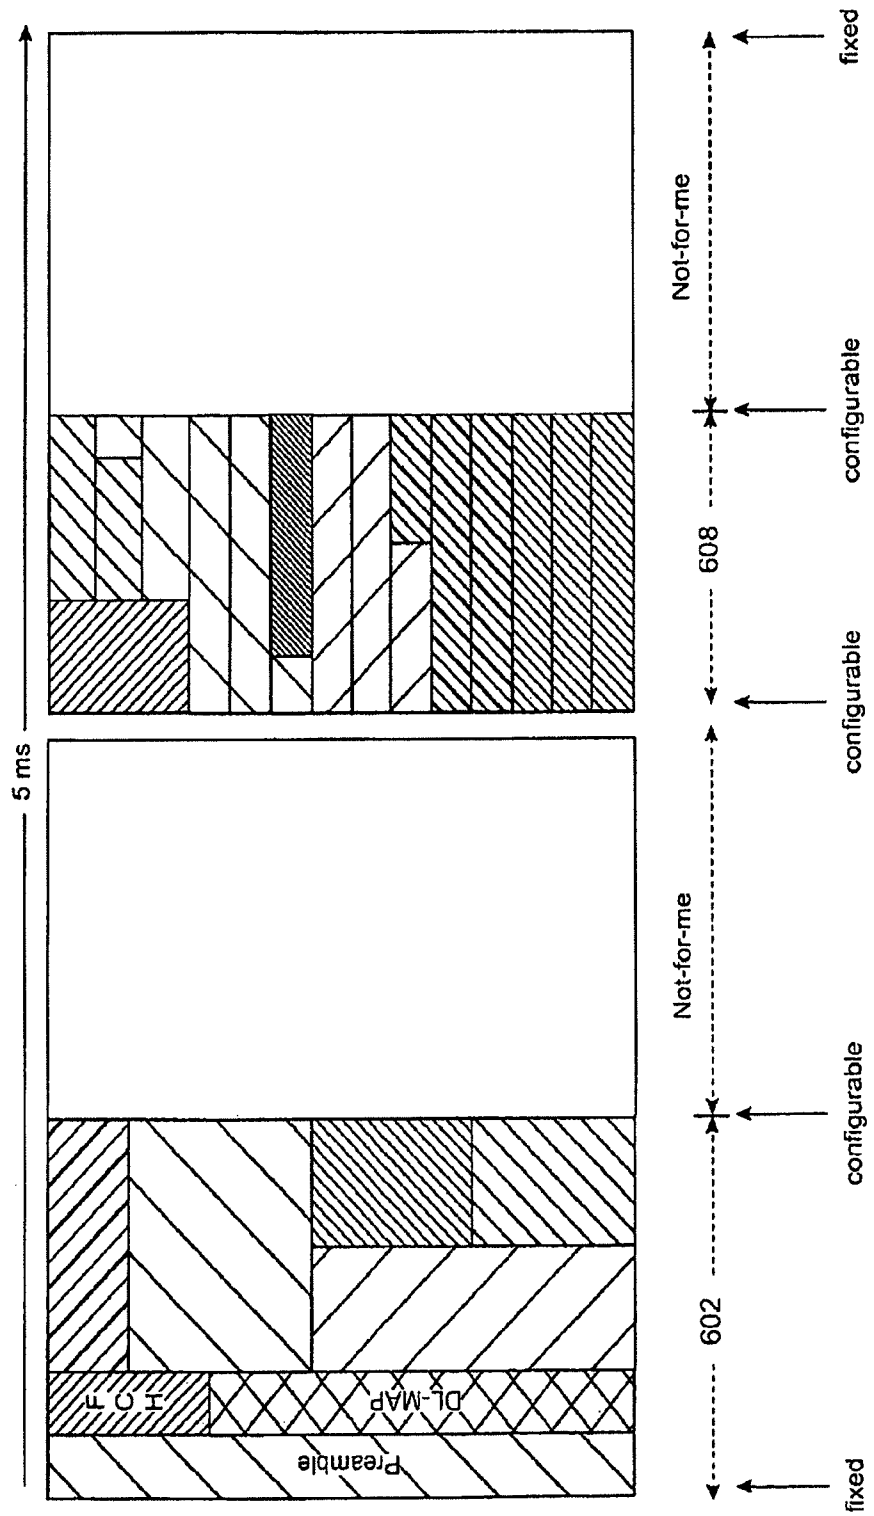 5 ms
Preamble
FCH
DL-MAP
602
Not-for-me
608
Not-for-me
fixed
configurable
configurable
configurable
fixed